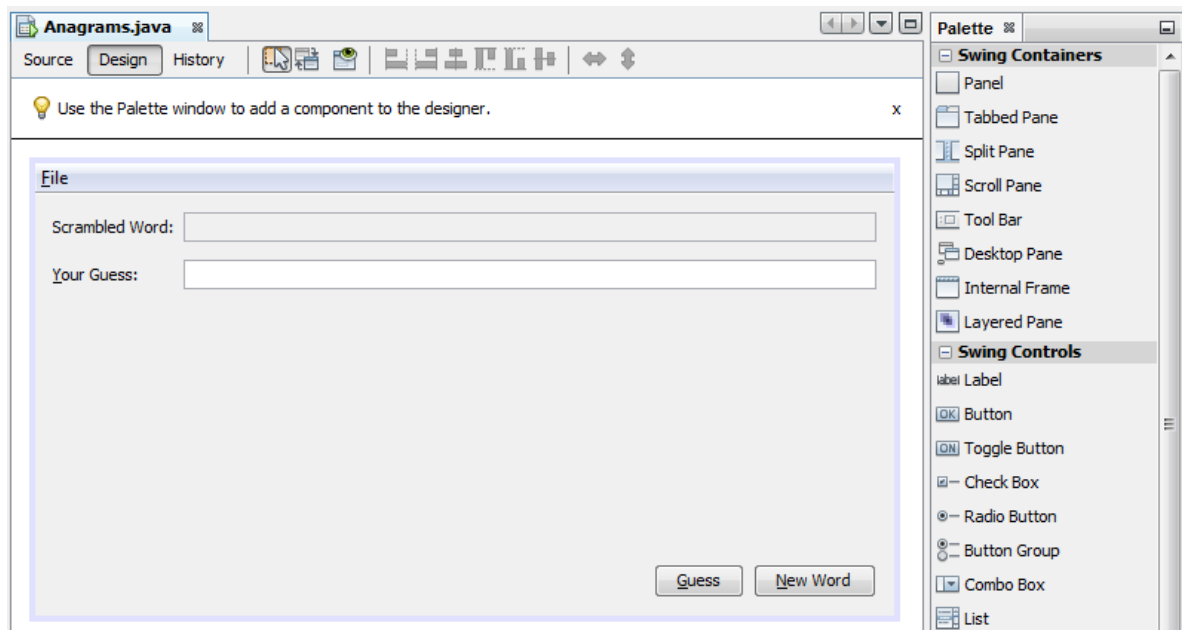 Anagrams.java
Source Design History
Use the Palette window to add a component to the designer. x
File
Scrambled Word:
Your Guess:
Guess New Word
Palette
Swing Containers
Panel
Tabbed Pane
Split Pane
Scroll Pane
Tool Bar
Desktop Pane
Internal Frame
Layered Pane
Swing Controls
label Label
OK Button
ON Toggle Button
Check Box
Radio Button
Button Group
Combo Box
List